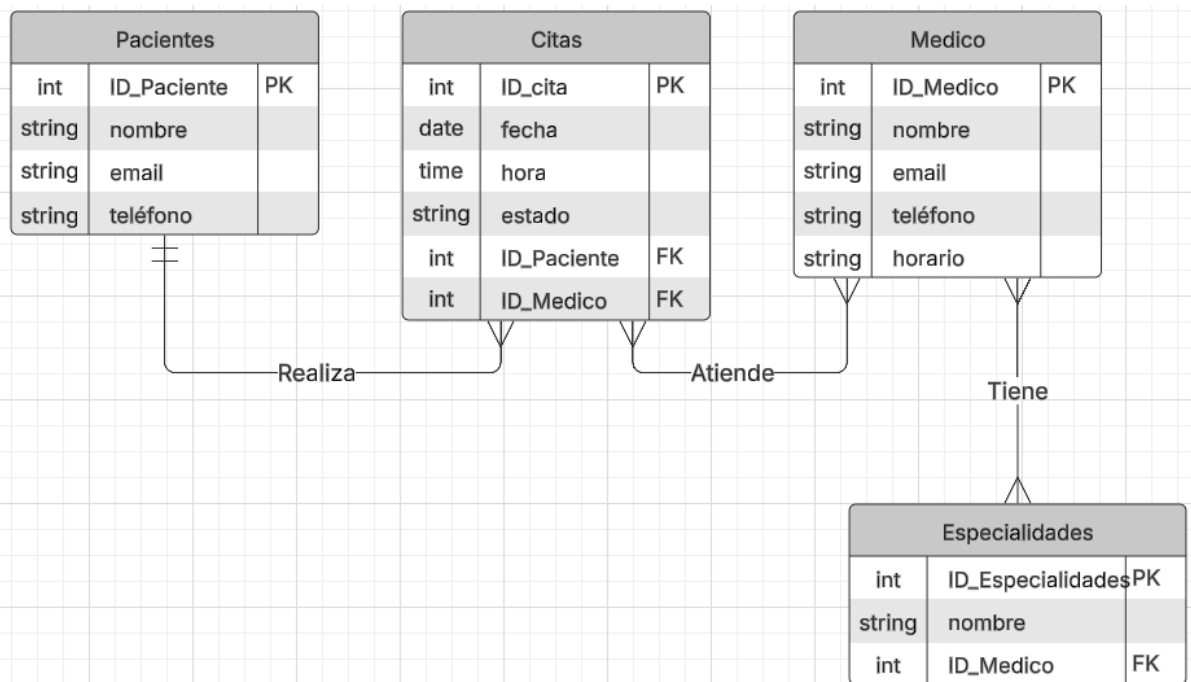 Pacientes
int ID_Paciente PK
string nombre
string email
string teléfono
Citas
int ID_cita PK
date fecha
time hora
string estado
int ID_Paciente FK
int ID_Medico FK
Medico
int ID_Medico PK
string nombre
string email
string teléfono
string horario
Realiza
Atiende
Tiene
Especialidades
int ID_Especialidades PK
string nombre
int ID_Medico FK